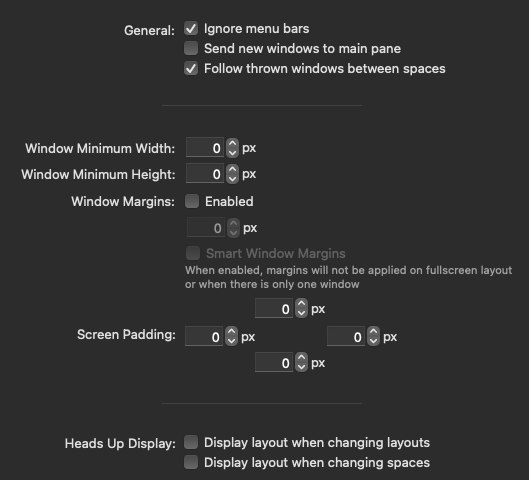 General: Ignore menu bars
Send new windows to main pane
Follow thrown windows between spaces
Window Minimum Width: 0 px
Window Minimum Height: 0 px
Window Margins: Enabled
0 px
Smart Window Margins
When enabled, margins will not be applied on fullscreen layout
or when there is only one window
0 px
Screen Padding: 0 px 0 px
0 px
Heads Up Display: Display layout when changing layouts
Display layout when changing spaces